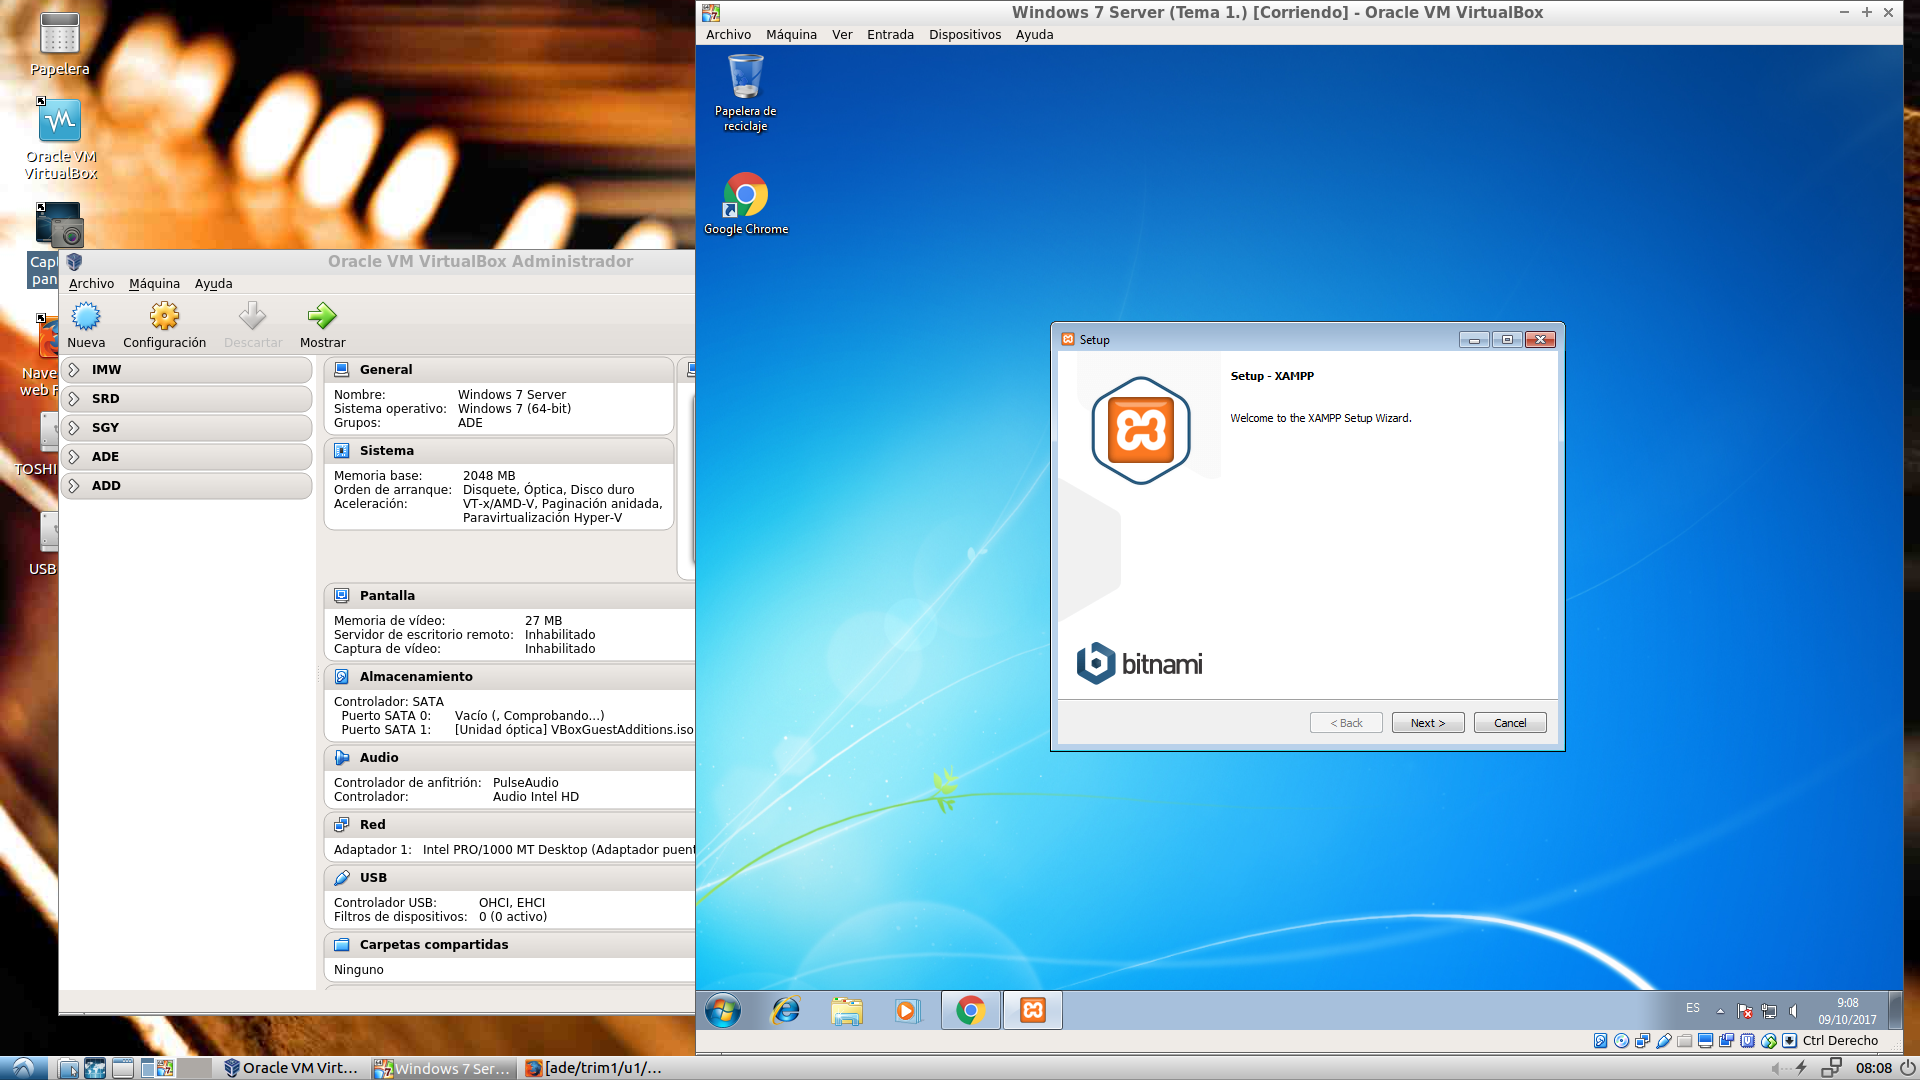 Papelera
Oracle VM
VirtualBox
Nave
web F
TOSHI
USB
Oracle VM VirtualBox Administrador
Archivo Máquina Ayuda
Nueva Configuración Descartar Mostrar
IMW
SRD
SGY
ADE
ADD
General
Nombre: Windows 7 Server
Sistema operativo: Windows 7 (64-bit)
Grupos: ADE
Sistema
Memoria base: 2048 MB
Orden de arranque: Disquete, Óptica, Disco duro
Aceleración: VT-x/AMD-V, Paginación anidada,
Paravirtualización Hyper-V
Pantalla
Memoria de vídeo: 27 MB
Servidor de escritorio remoto: Inhabilitado
Captura de vídeo: Inhabilitado
Almacenamiento
Controlador: SATA
Puerto SATA 0: Vacío (, Comprobando...)
Puerto SATA 1: [Unidad óptica] VBoxGuestAdditions.iso
Audio
Controlador de anfitrión: PulseAudio
Controlador: Audio Intel HD
Red
Adaptador 1: Intel PRO/1000 MT Desktop (Adaptador puent
USB
Controlador USB: OHCI, EHCI
Filtros de dispositivos: 0 (0 activo)
Carpetas compartidas
Ninguno
Windows 7 Server (Tema 1.) [Corriendo] - Oracle VM VirtualBox
Archivo Máquina Ver Entrada Dispositivos Ayuda
Papelera de
reciclaje
Google Chrome
Setup
Setup - XAMPP
Welcome to the XAMPP Setup Wizard.
bitnami
< Back Next > Cancel
ES
9:08
09/10/2017
Ctrl Derecho
Oracle VM Virt...
Windows 7 Ser...
[ade/trim1/u1/...
08:08